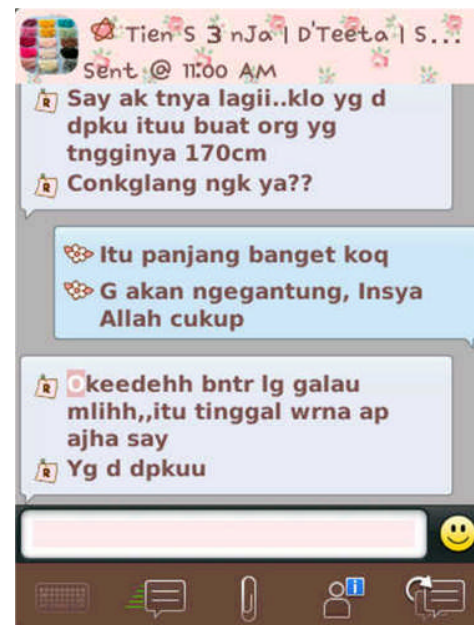 Tien S 3 nJa | D'Teeta | S...
Sent @ 11:00 AM
Say ak tnya lagii..klo yg d
dpku ituu buat org yg
tngginya 170cm
Conkglang ngk ya??
Itu panjang banget koq
G akan ngegantung, Insya
Allah cukup
Okeedehh bntr lg galau
mlihh,,itu tinggal wrna ap
ajha say
Yg d dpkuu